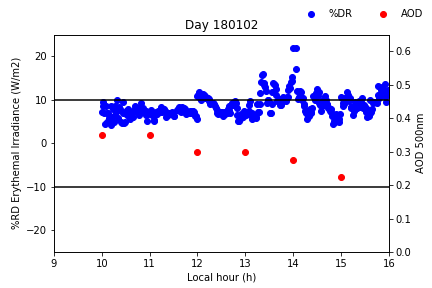 %DR AOD
Day 180102
20
10
0
−10
−20
%RD Erythemal Irradiance (W/m2)
0.6
0.5
0.4
0.3
0.2
0.1
0.0
AOD 500nm
9 10 11 12 13 14 15 16
Local hour (h)